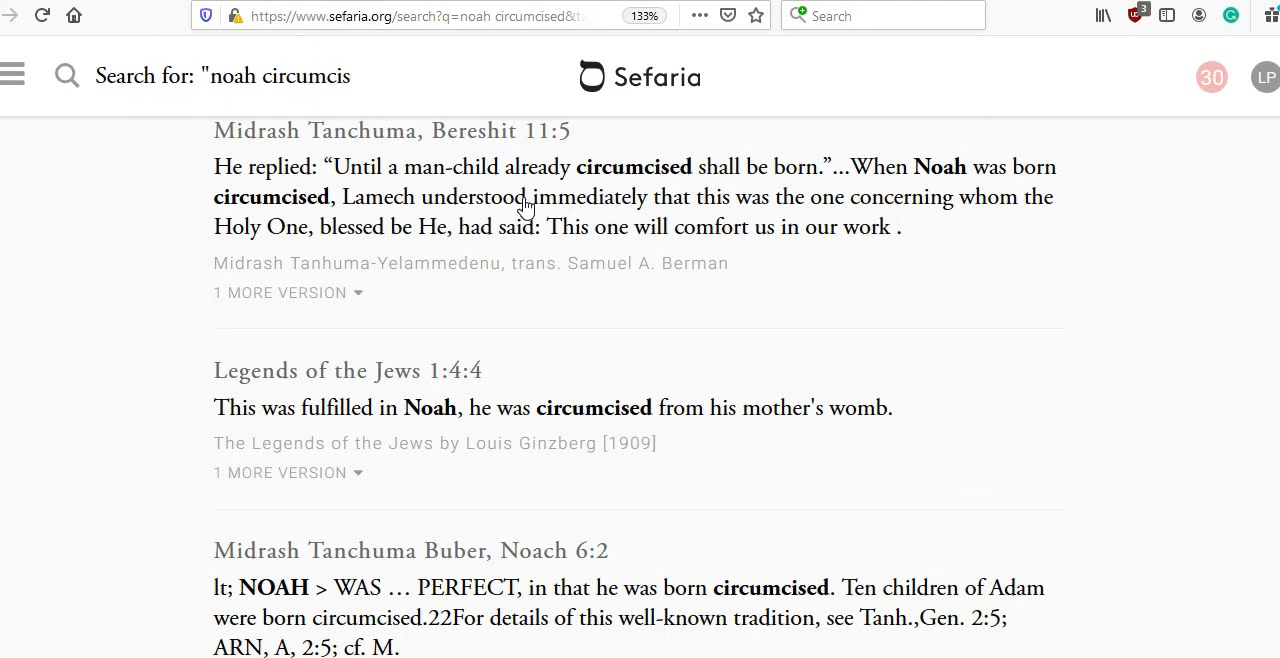 https://www.sefaria.org/search?q=noah circumcised&t
133%
Search
3
Search for: "noah circumcis
Sefaria
30
LP
Midrash Tanchuma, Bereshit 11:5
He replied: “Until a man-child already circumcised shall be born.”...When Noah was born
circumcised, Lamech understood immediately that this was the one concerning whom the
Holy One, blessed be He, had said: This one will comfort us in our work .
Midrash Tanhuma-Yelammedenu, trans. Samuel A. Berman
1 MORE VERSION
Legends of the Jews 1:4:4
This was fulfilled in Noah, he was circumcised from his mother's womb.
The Legends of the Jews by Louis Ginzberg [1909]
1 MORE VERSION
Midrash Tanchuma Buber, Noach 6:2
lt; NOAH > WAS … PERFECT, in that he was born circumcised. Ten children of Adam
were born circumcised.22For details of this well-known tradition, see Tanh.,Gen. 2:5;
ARN, A, 2:5; cf. M.